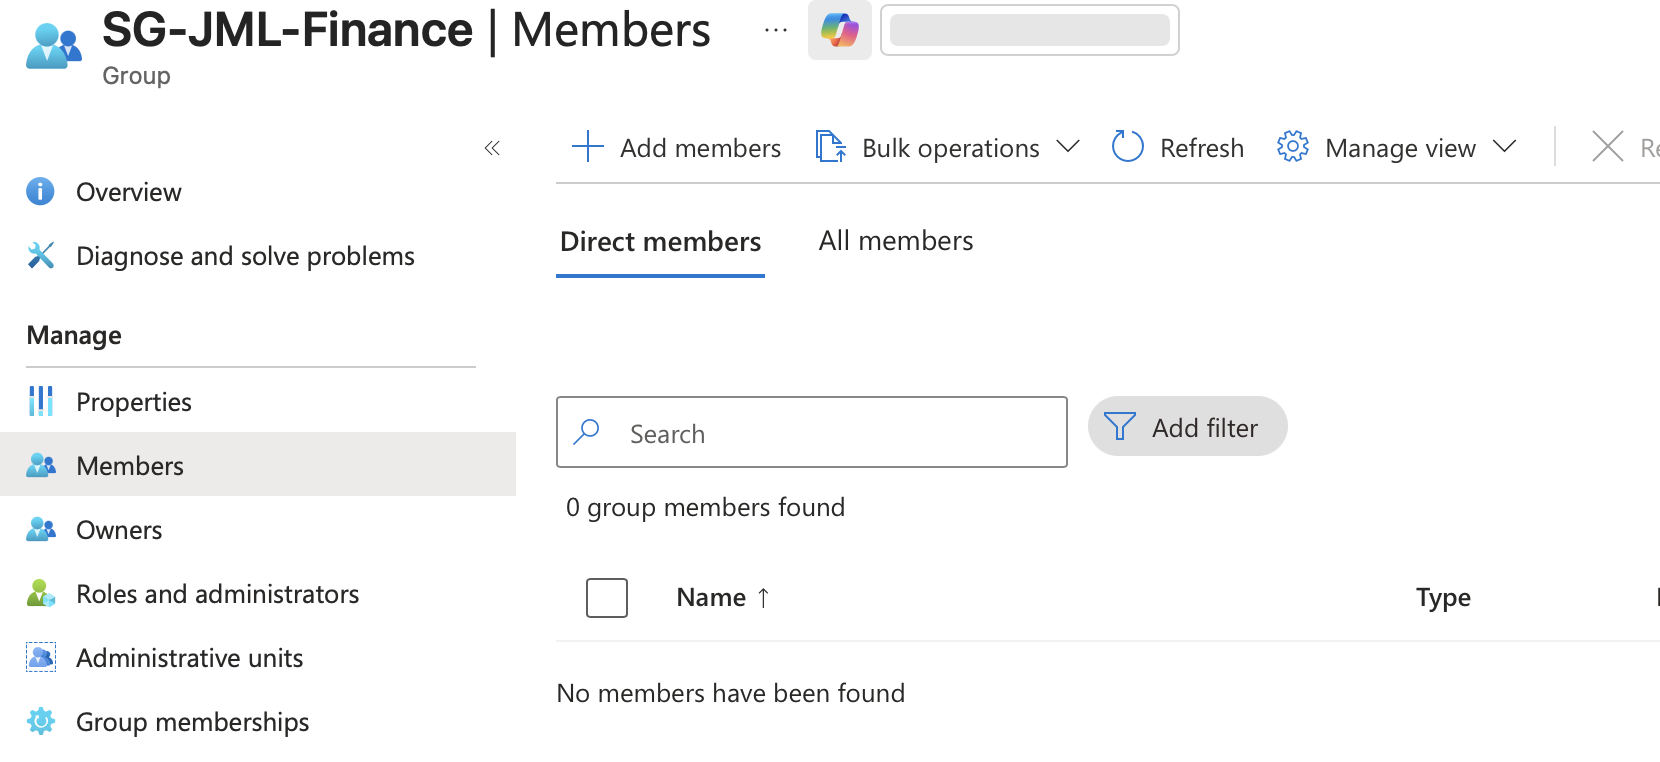 SG-JML-Finance | Members ...
Group
Overview
Diagnose and solve problems
Manage
Properties
Members
Owners
Roles and administrators
Administrative units
Group memberships
Add members Bulk operations Refresh Manage view
Direct members All members
Search Add filter
0 group members found
Name ↑ Type
No members have been found